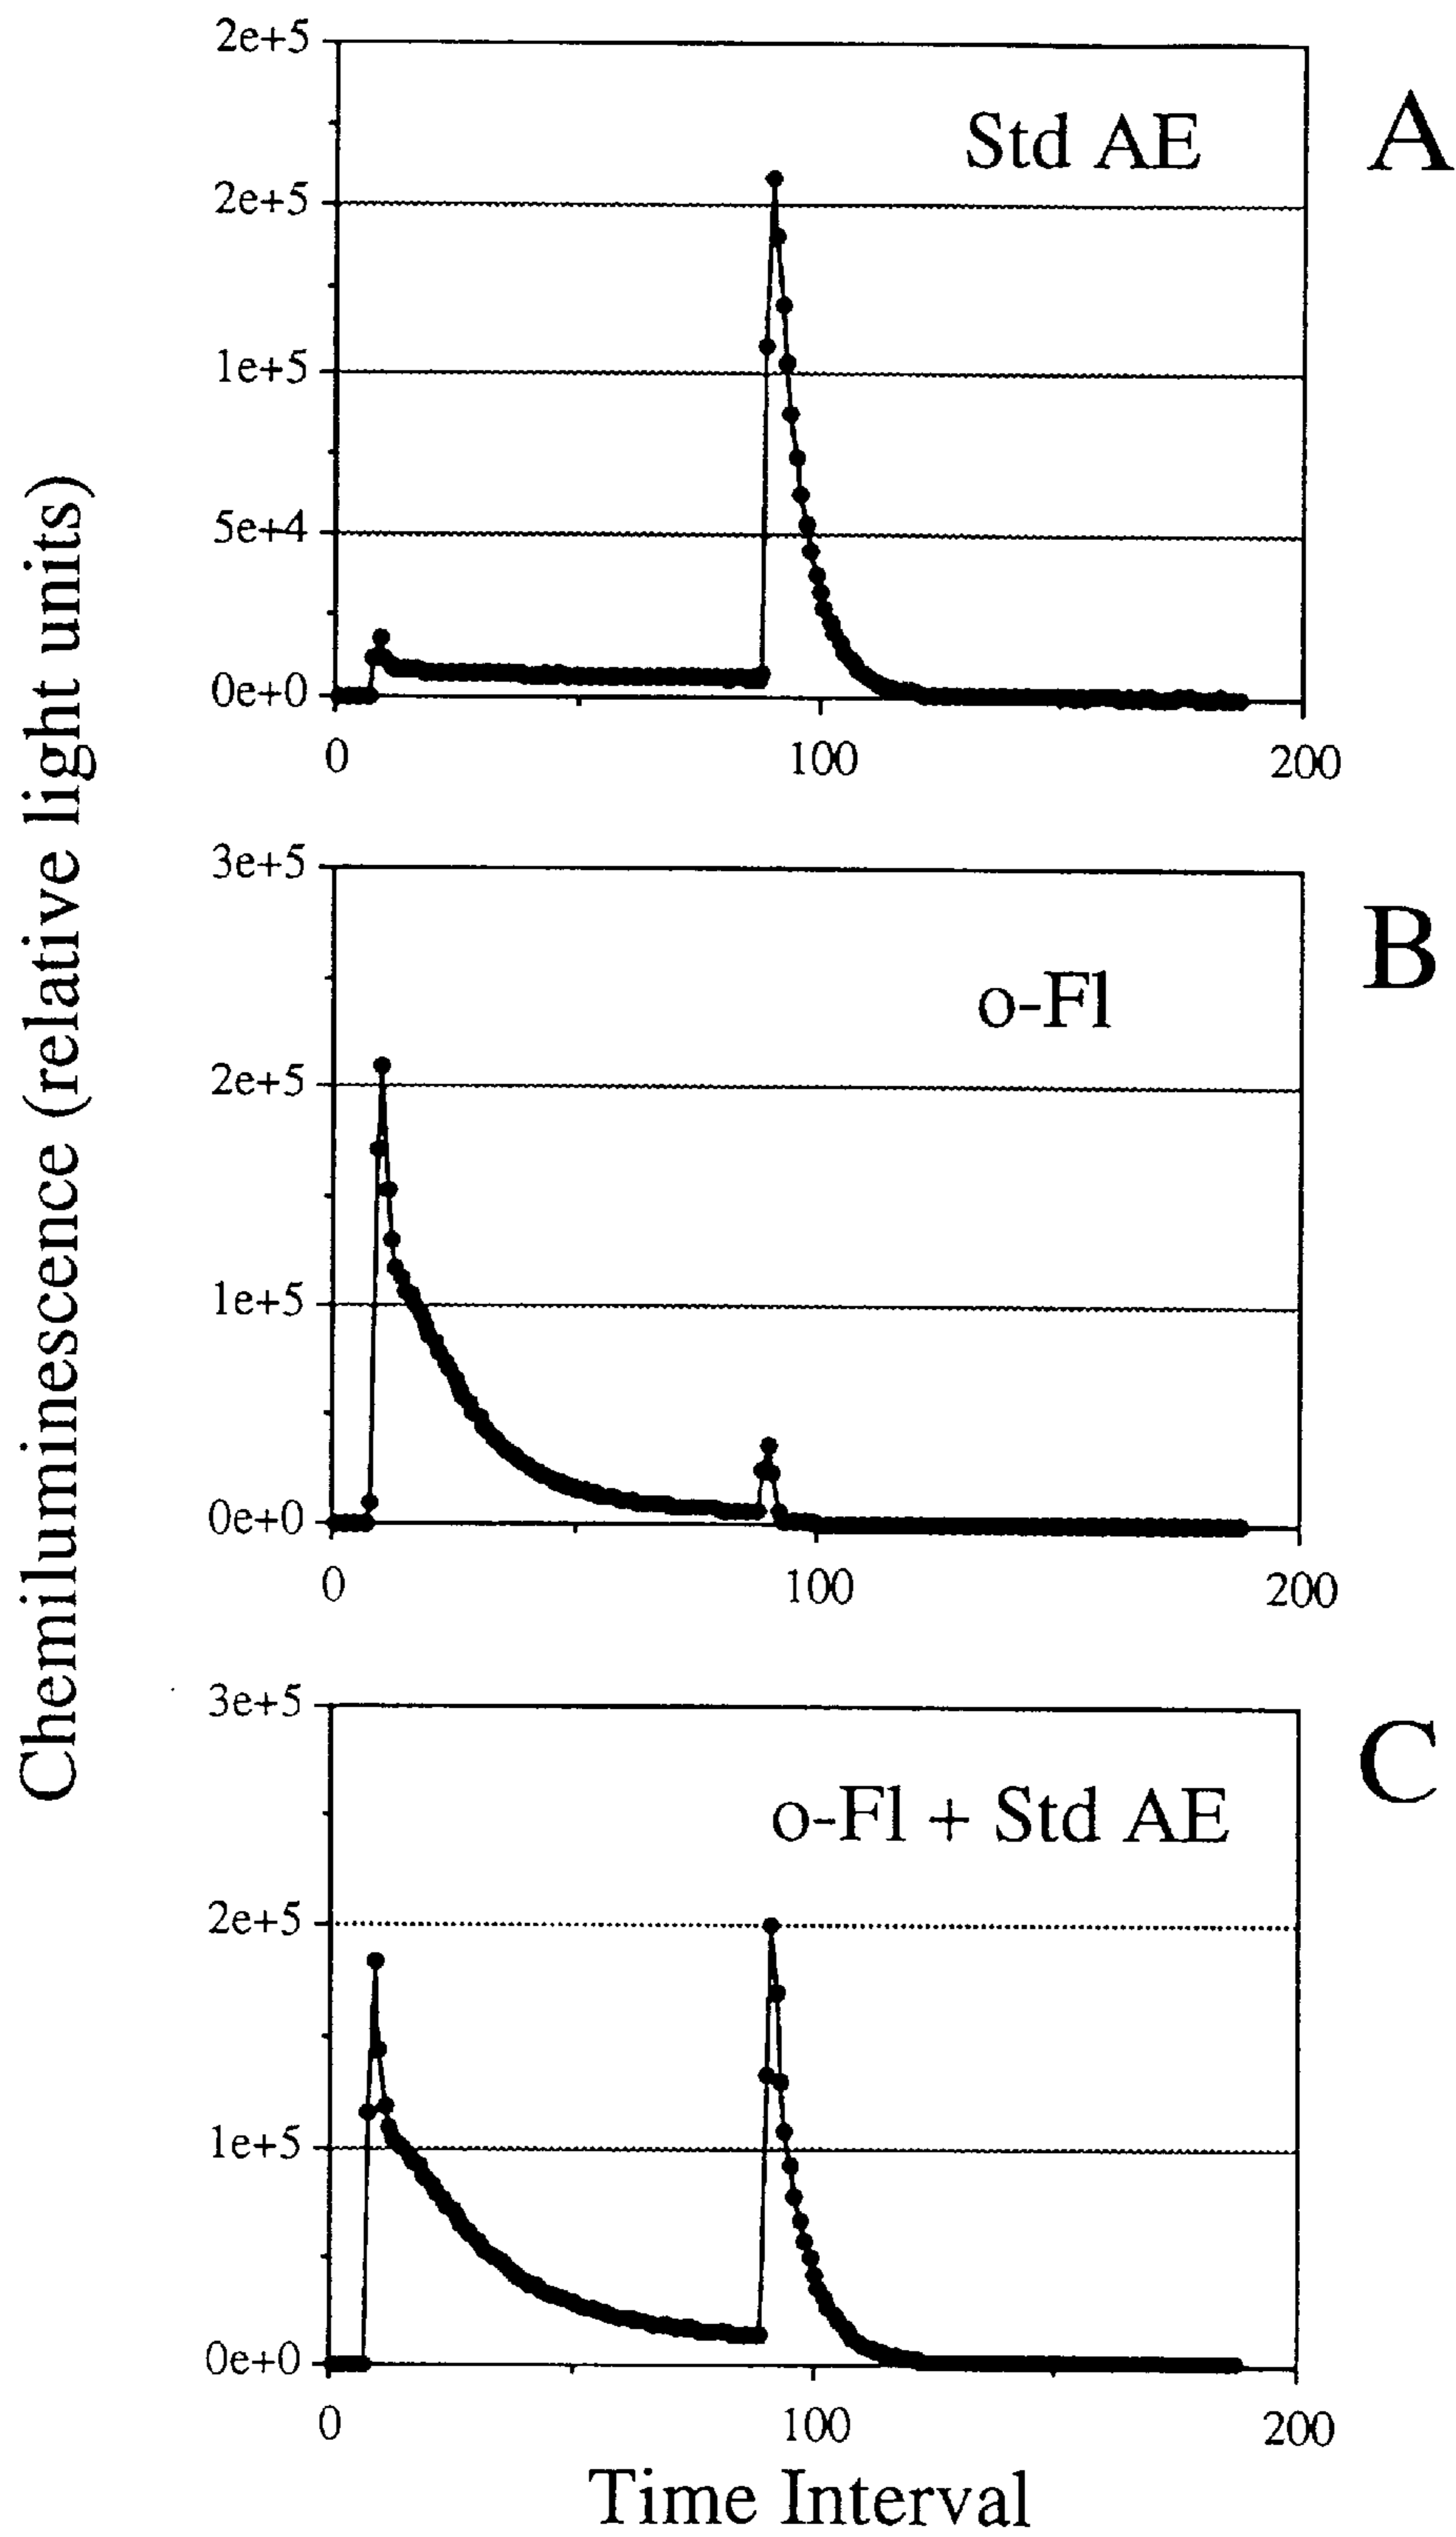 Chemiluminescence (relative light units)
A
Std AE
2e+5
2e+5
1e+5
5e+4
0e+0
0
100
200
B
o-Fl
3e+5
2e+5
1e+5
0e+0
0
100
200
C
o-Fl + Std AE
3e+5
2e+5
1e+5
0e+0
0
100
200
Time Interval